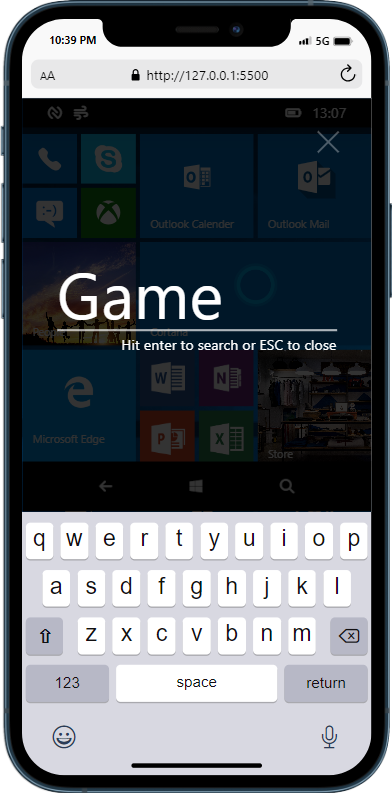 10:39 PM 5G
AA http://127.0.0.1:5500
13:07
Outlook Calender Outlook Mail
Game
Cortana
Hit enter to search or ESC to close
Microsoft Edge
Store
q w e r t y u i o p
a s d f g h j k l
z x c v b n m
123 space return